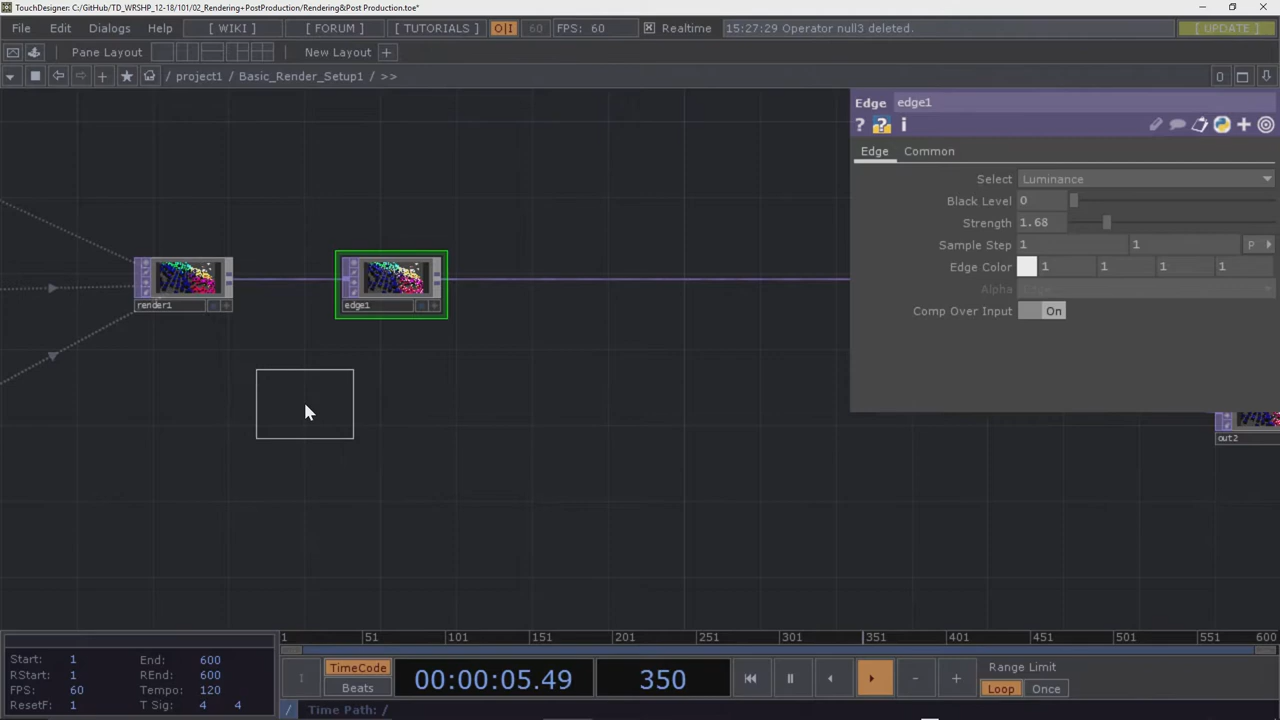 TouchDesigner: C:/GitHub/TD_WRSHP_12-18/101/02_Rendering+PostProduction/Rendering&Post Production.toe*
File Edit Dialogs Help [ WIKI ] [ FORUM ] [ TUTORIALS ] O|I 60 FPS: 60 Realtime 15:27:29 Operator null3 deleted. [ UPDATE ]
Pane Layout New Layout +
/ project1 / Basic_Render_Setup1 / >> 0
Edge edge1
? ? i
Edge Common
Select Luminance
Black Level 0
Strength 1.68
Sample Step 1 1 P
Edge Color 1 1 1 1
Alpha Edge
Comp Over Input On
render1
edge1
out2
1 51 101 151 201 251 301 351 401 451 501 551 600
Start: 1 End: 600
RStart: 1 REnd: 600
FPS: 60 Tempo: 120
ResetF: 1 T Sig: 4 4
TimeCode
Beats
00:00:05.49
350
Range Limit
Loop Once
/ Time Path: /